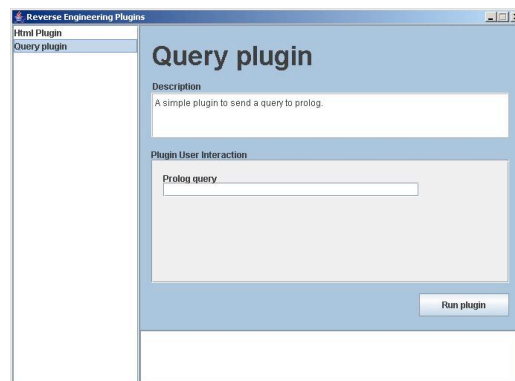 Reverse Engineering Plugins
Html Plugin
Query plugin
Query plugin
Description
A simple plugin to send a query to prolog.
Plugin User Interaction
Prolog query
Run plugin